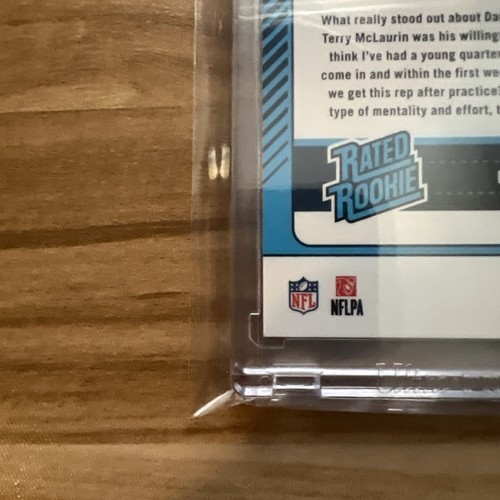 What really stood out about Da
Terry McLaurin was his willing
think I've had a young quarte
come in and within the first we
we get this rep after practice?
type of mentality and effort, t
RATED
ROOKIE
NFL
NFLPA